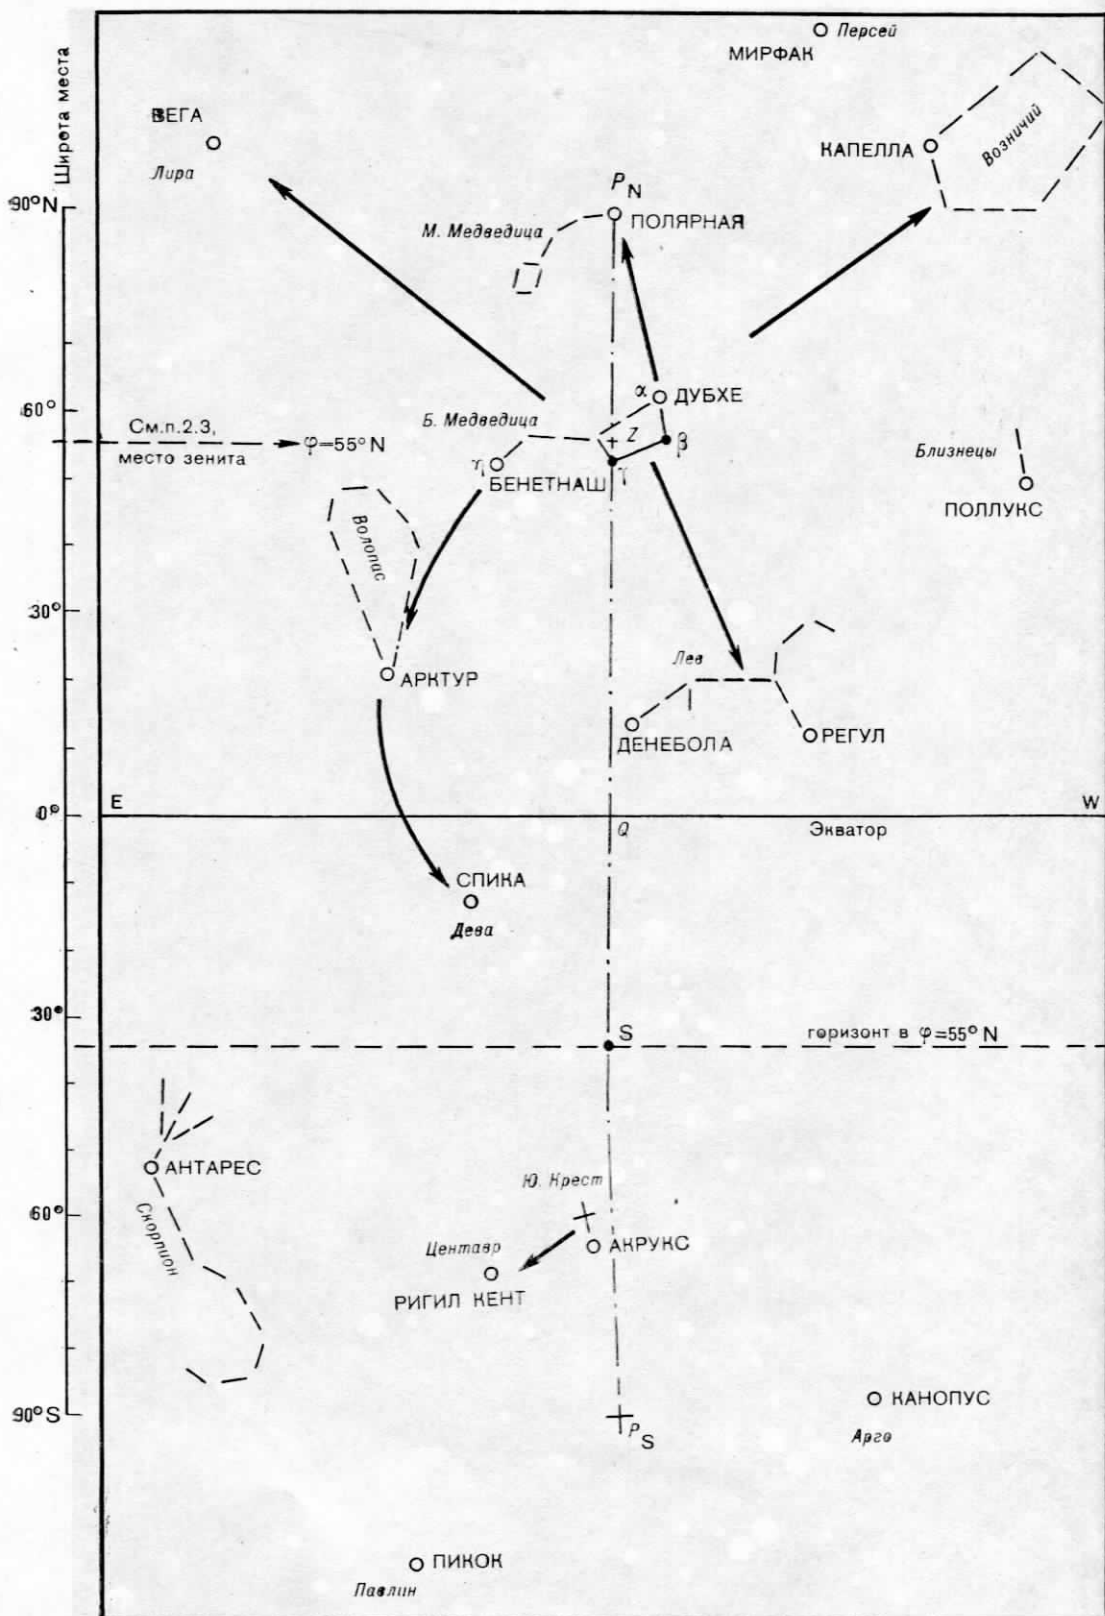 Широта места
Персей
МИРФАК
ВЕГА
Лира
КАПЕЛЛА
Возничий
90°N
P N
ПОЛЯРНАЯ
М. Медведица
α
ДУБХЕ
60°
Б. Медведица
См.п.2.3,
место зенита
φ=55°N
Z
β
η
γ
БЕНЕТНАШ
Близнецы
ПОЛЛУКС
Волопас
30°
АРКТУР
Лев
ДЕНЕБОЛА
РЕГУЛ
E
W
0°
Q
Экватор
СПИКА
Дева
30°
S
горизонт в φ=55°N
АНТАРЕС
Скорпион
60°
Ю. Крест
АКРУКС
Центавр
РИГИЛ КЕНТ
90°S
P S
КАНОПУС
Арго
ПИКОК
Павлин